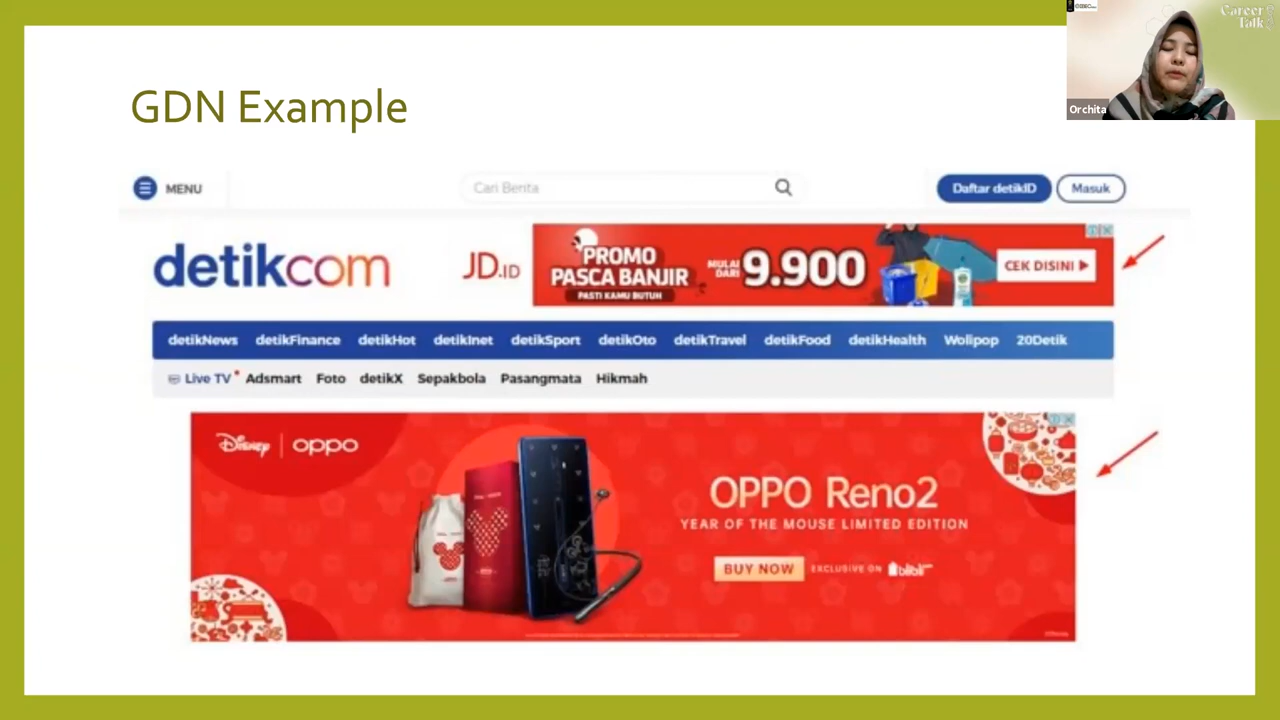 Career
Talk
Orchita
GDN Example
MENU
Cari Berita
Daftar detikID
Masuk
detikcom
JD.ID
PROMO
PASCA BANJIR
PASTI KAMU BUTUH
MULAI
DARI
9.900
CEK DISINI
detikNews detikFinance detikHot detikInet detikSport detikOto detikTravel detikFood detikHealth Wolipop 20Detik
Live TV Adsmart Foto detikX Sepakbola Pasangmata Hikmah
Disney oppo
OPPO Reno2
YEAR OF THE MOUSE LIMITED EDITION
BUY NOW EXCLUSIVE ON blibli